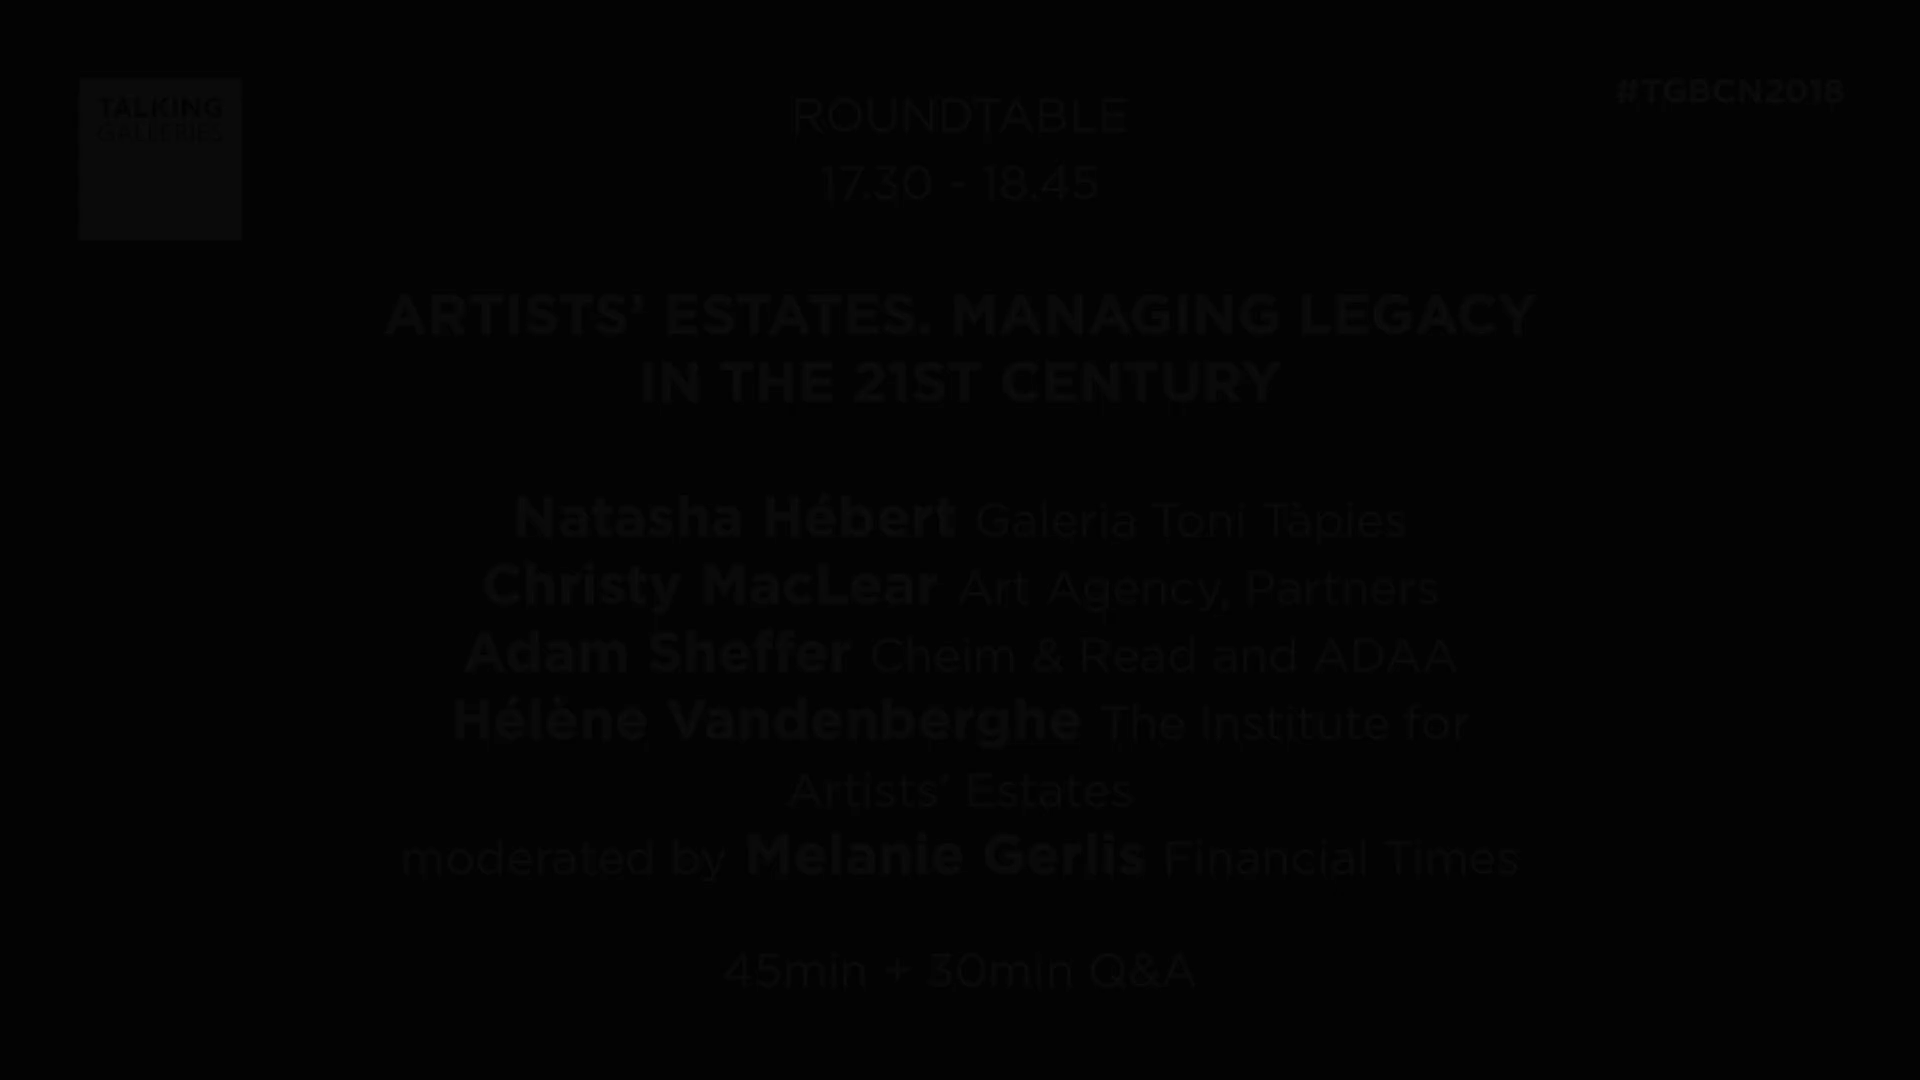 TALKING
GALLERIES
#TGBCN2018
ROUNDTABLE
17.30 - 18.45
ARTISTS’ ESTATES. MANAGING LEGACY
IN THE 21ST CENTURY
Natasha Hébert Galeria Toni Tàpies
Christy MacLear Art Agency, Partners
Adam Sheffer Cheim & Read and ADAA
Hélène Vandenberghe The Institute for
Artists’ Estates
moderated by Melanie Gerlis Financial Times
45min + 30min Q&A